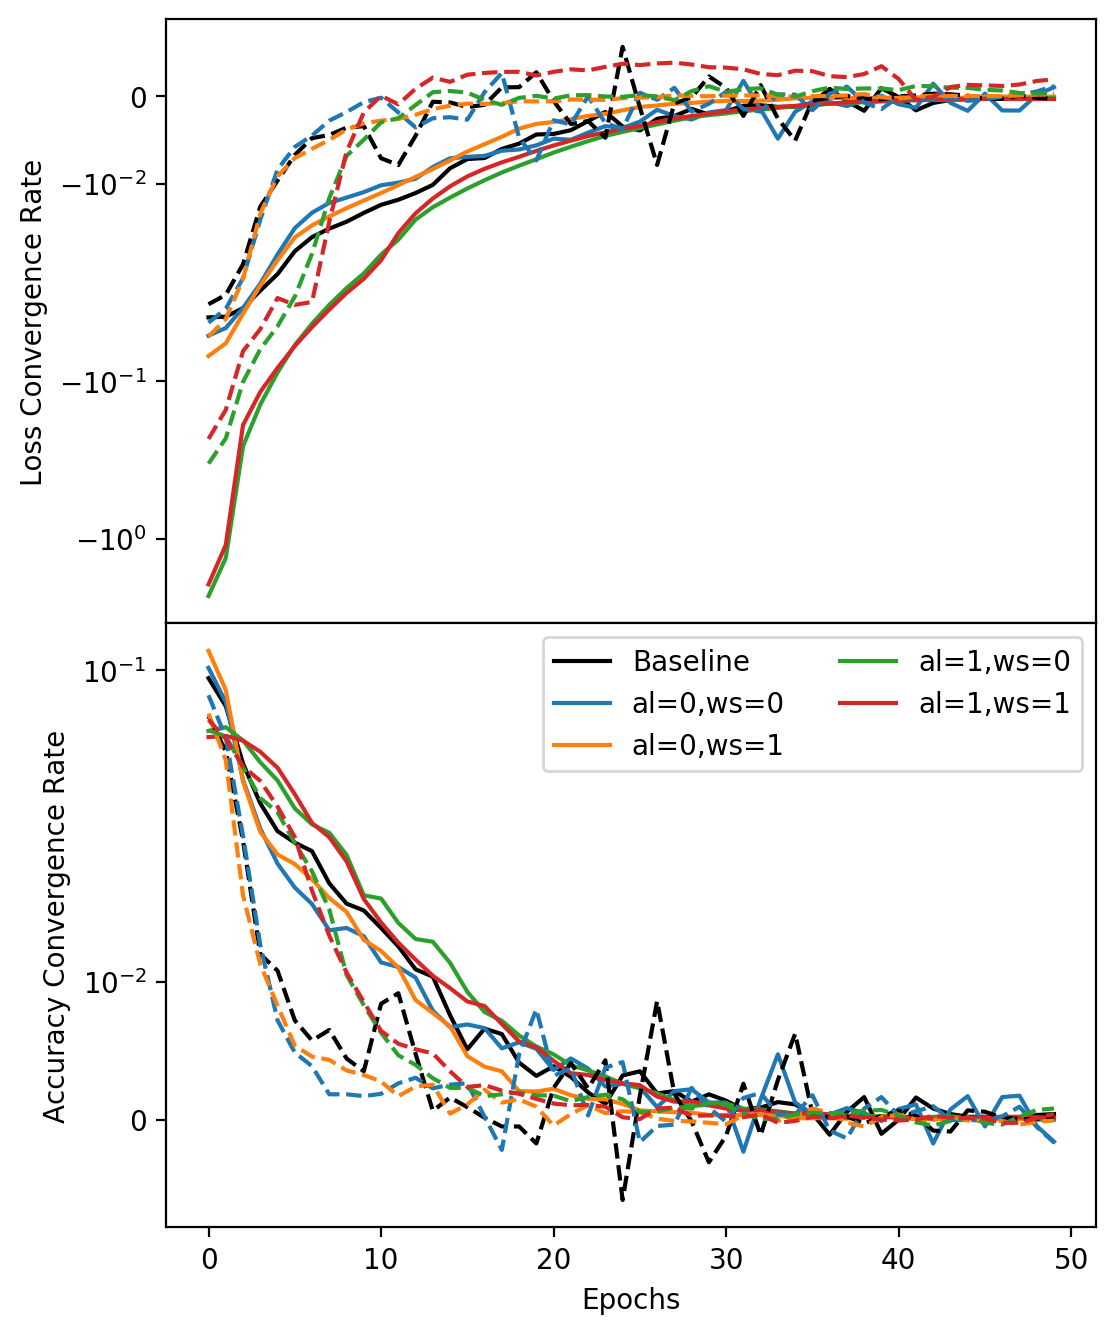 Loss Convergence Rate
0
−10⁻²
−10⁻¹
−10⁰
Accuracy Convergence Rate
10⁻¹
10⁻²
0
Baseline
al=0,ws=0
al=0,ws=1
al=1,ws=0
al=1,ws=1
0 10 20 30 40 50
Epochs